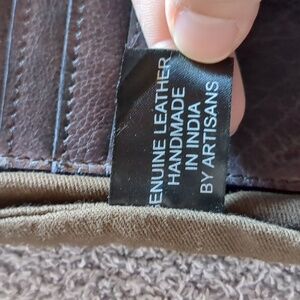 GENUINE LEATHER
HANDMADE
IN INDIA
BY ARTISANS